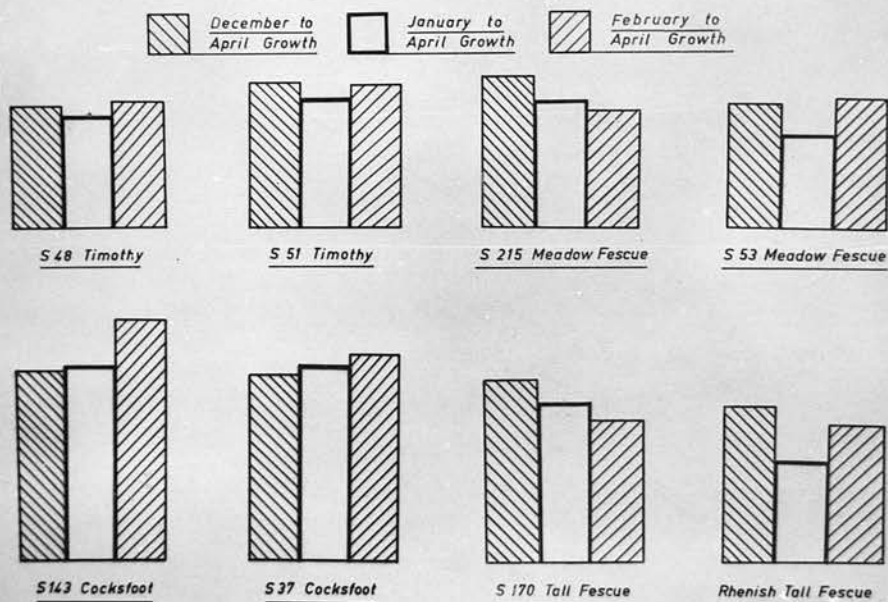 December to
April Growth
January to
April Growth
February to
April Growth
S 48 Timothy
S 51 Timothy
S 215 Meadow Fescue
S 53 Meadow Fescue
S143 Cocksfoot
S37 Cocksfoot
S 170 Tall Fescue
Rhenish Tall Fescue